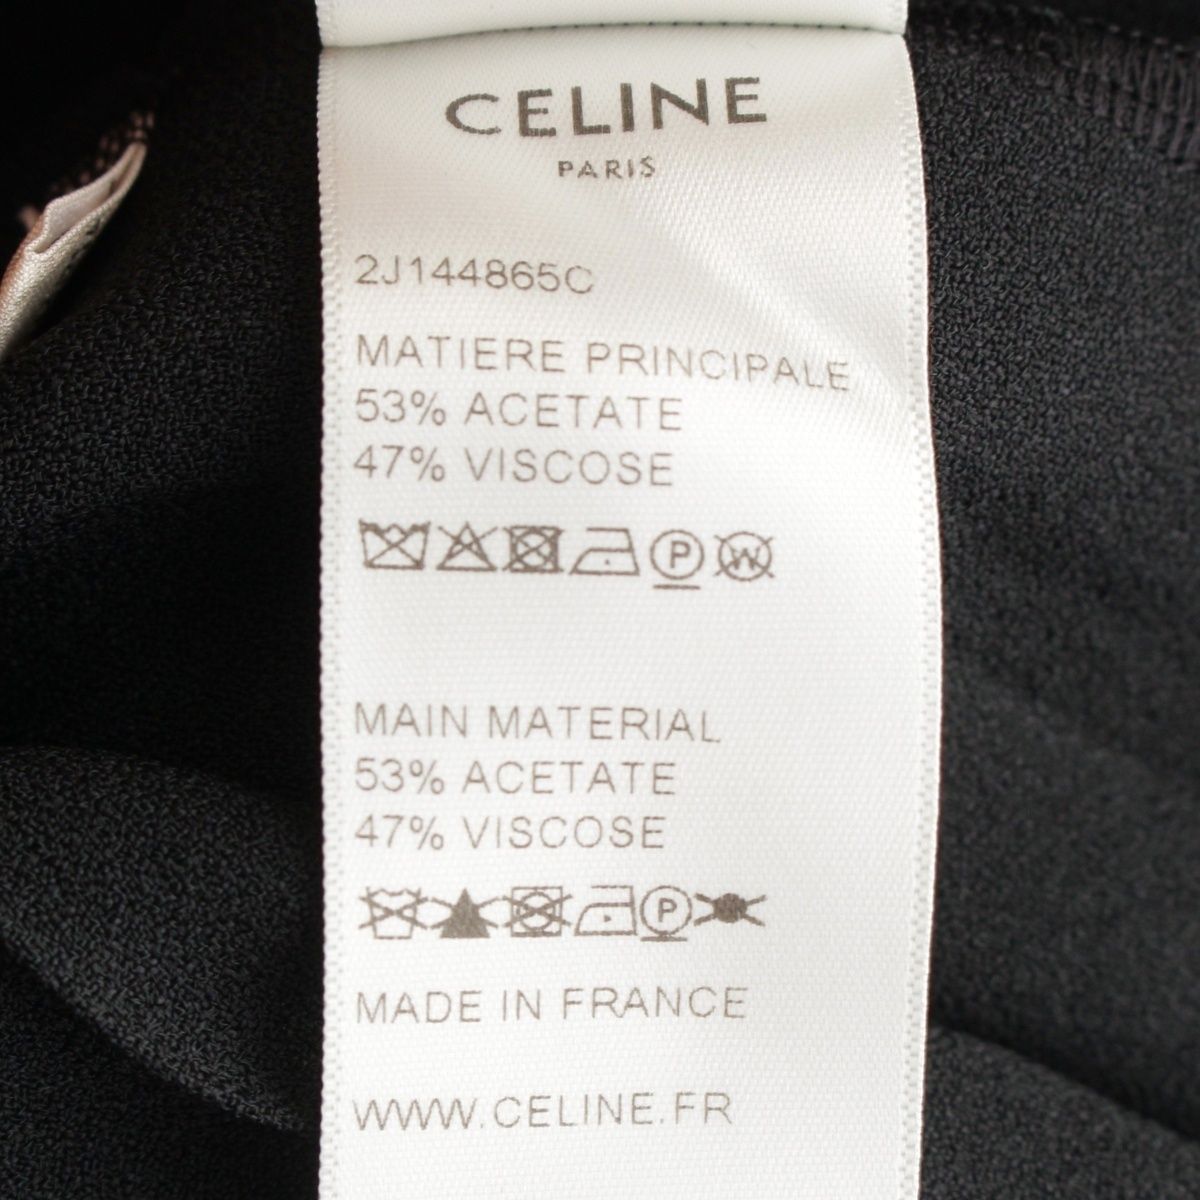 CELINE
PARIS
2J144865C
MATIERE PRINCIPALE
53% ACETATE
47% VISCOSE
P W
MAIN MATERIAL
53% ACETATE
47% VISCOSE
P
MADE IN FRANCE
WWW.CELINE.FR